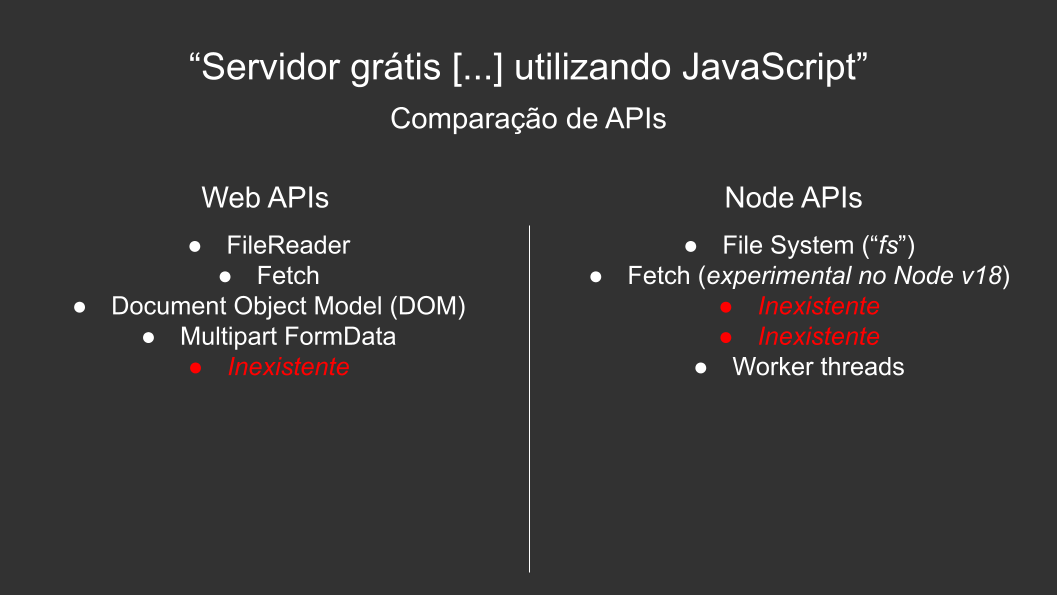 “Servidor grátis [...] utilizando JavaScript”
Comparação de APIs
Web APIs
● FileReader
● Fetch
● Document Object Model (DOM)
● Multipart FormData
● Inexistente
Node APIs
● File System (“fs”)
● Fetch (experimental no Node v18)
● Inexistente
● Inexistente
● Worker threads